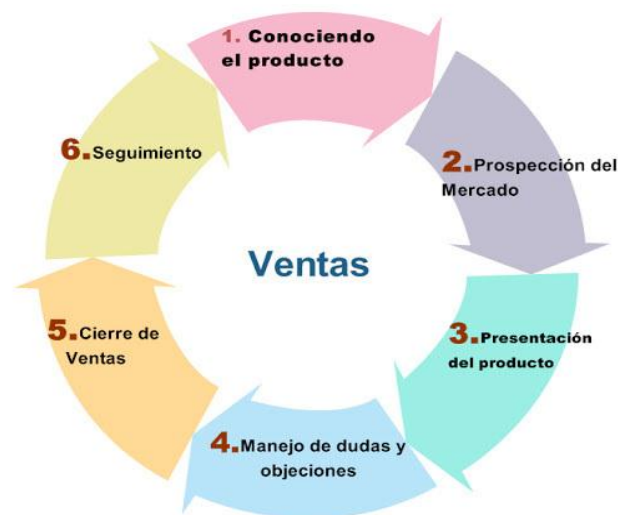 1. Conociendo
el producto
2.Prospección del
Mercado
3.Presentación
del producto
4.Manejo de dudas y
objeciones
5.Cierre de
Ventas
6.Seguimiento
Ventas